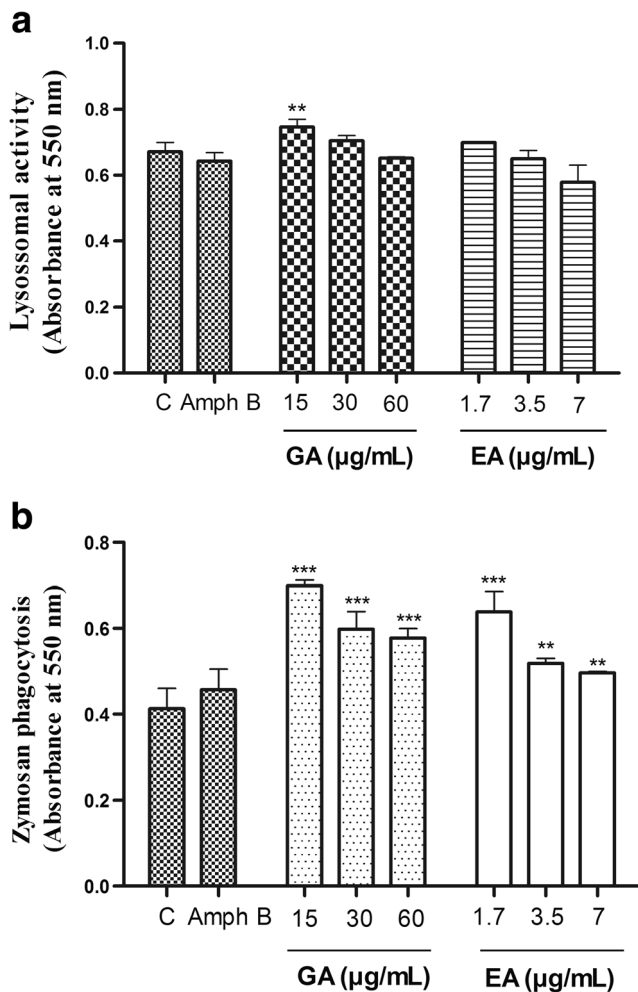 a
Lysossomal activity
(Absorbance at 550 nm)
1.0
0.8
0.6
0.4
0.2
0.0
**
C Amph B 15 30 60 1.7 3.5 7
GA (µg/mL) EA (µg/mL)
b
Zymosan phagocytosis
(Absorbance at 550 nm)
0.8
0.6
0.4
0.2
0.0
*** *** *** *** ** **
C Amph B 15 30 60 1.7 3.5 7
GA (µg/mL) EA (µg/mL)